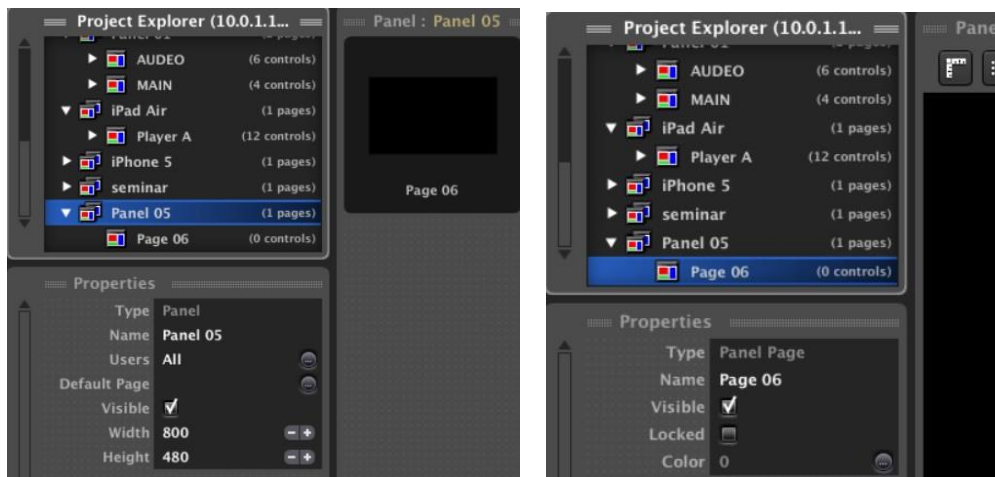 Project Explorer (10.0.1.1...
Panel : Panel 05
AUDEO (6 controls)
MAIN (4 controls)
iPad Air (1 pages)
Player A (12 controls)
iPhone 5 (1 pages)
seminar (1 pages)
Panel 05 (1 pages)
Page 06 (0 controls)
Page 06
Properties
Type Panel
Name Panel 05
Users All
Default Page
Visible
Width 800
Height 480
Project Explorer (10.0.1.1...
Pane
AUDEO (6 controls)
MAIN (4 controls)
iPad Air (1 pages)
Player A (12 controls)
iPhone 5 (1 pages)
seminar (1 pages)
Panel 05 (1 pages)
Page 06 (0 controls)
Properties
Type Panel Page
Name Page 06
Visible
Locked
Color 0